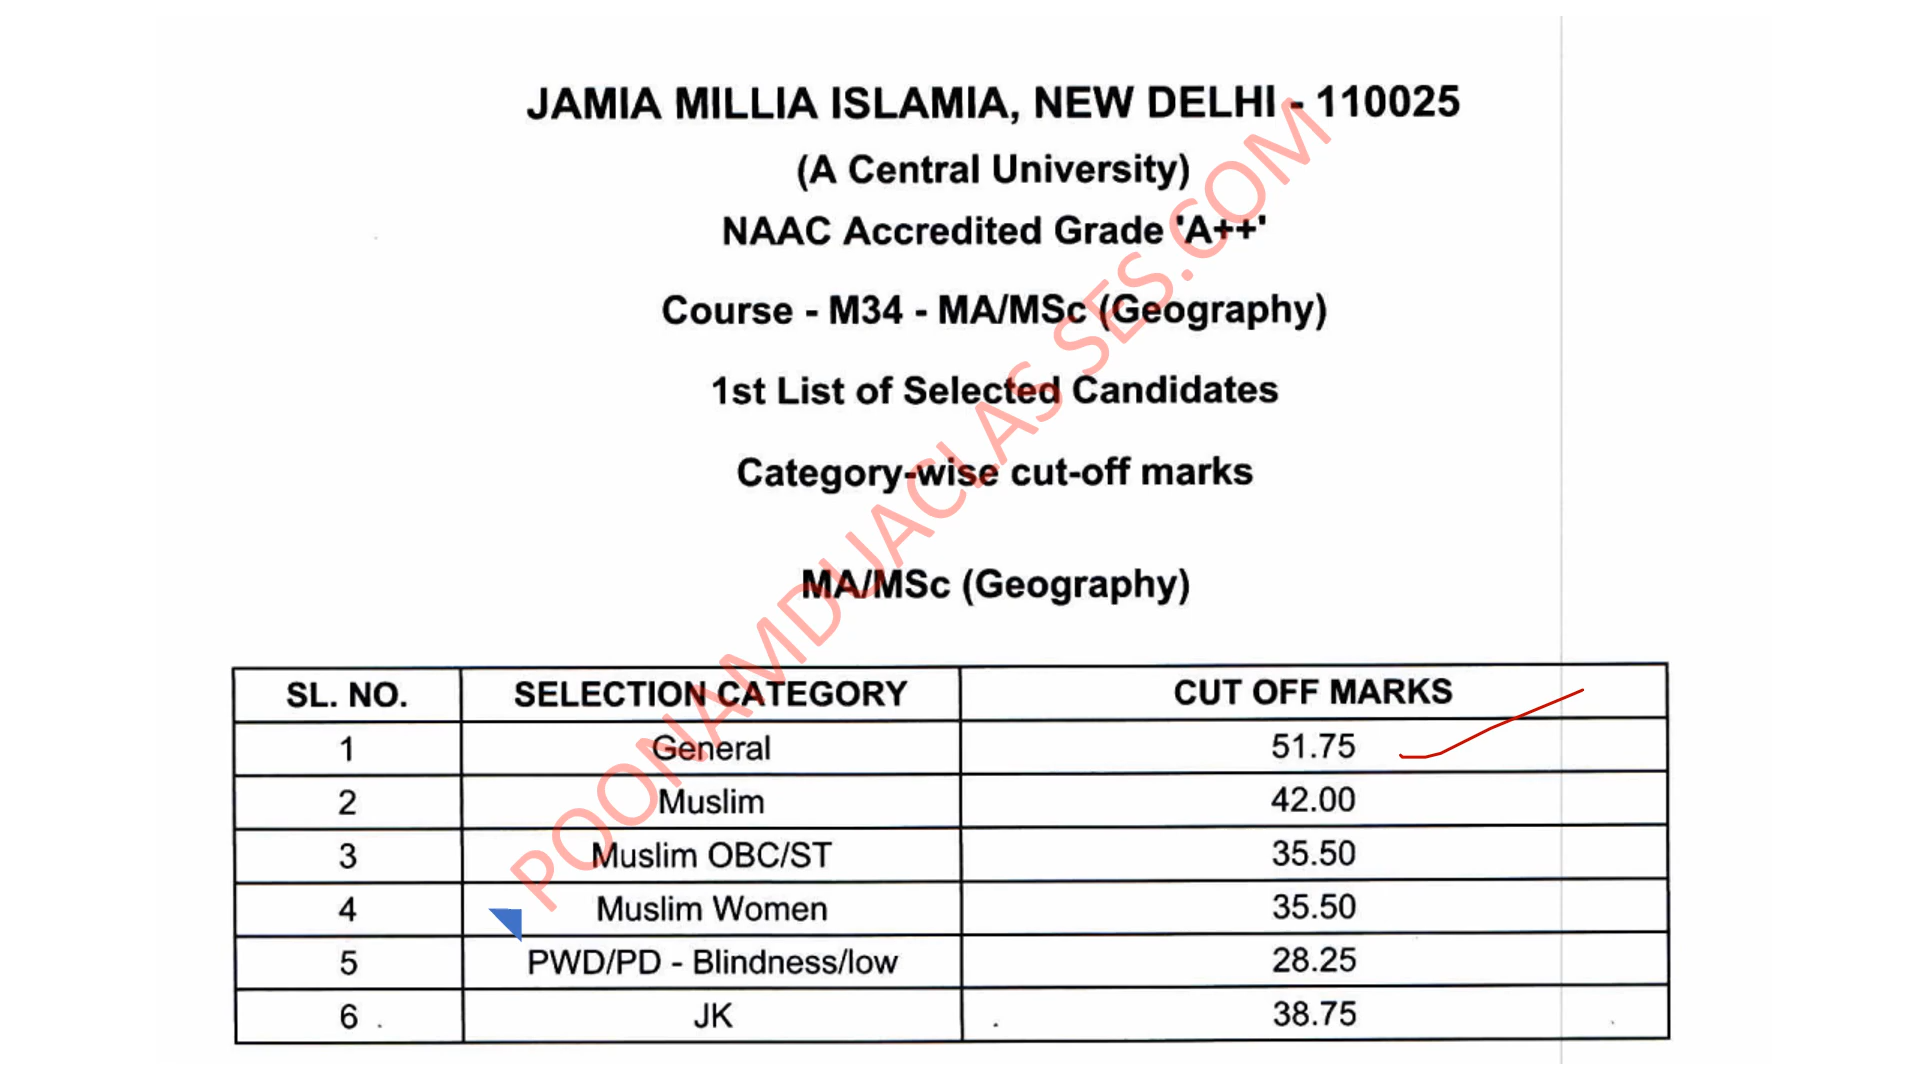 JAMIA MILLIA ISLAMIA, NEW DELHI - 110025
(A Central University)
NAAC Accredited Grade 'A++'
Course - M34 - MA/MSc (Geography)
1st List of Selected Candidates
Category-wise cut-off marks
MA/MSc (Geography)
SL. NO. SELECTION CATEGORY CUT OFF MARKS
1 General 51.75
2 Muslim 42.00
3 Muslim OBC/ST 35.50
4 Muslim Women 35.50
5 PWD/PD - Blindness/low 28.25
6 JK 38.75
POONAMDUACLAS SES.COM